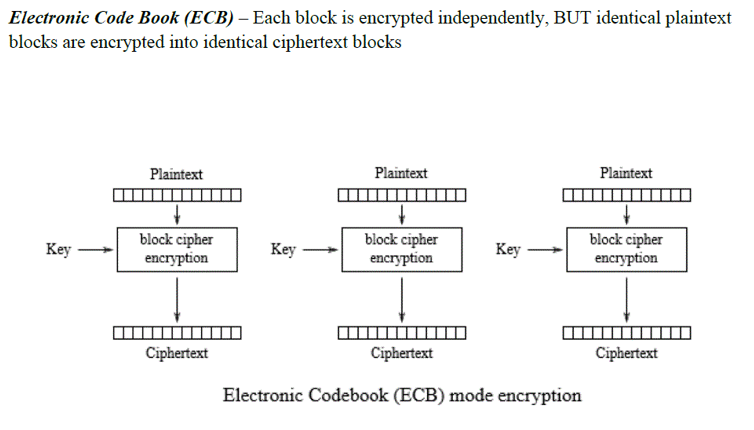 Electronic Code Book (ECB) – Each block is encrypted independently, BUT identical plaintext
blocks are encrypted into identical ciphertext blocks
Plaintext
Plaintext
Plaintext
Key
block cipher
encryption
Key
block cipher
encryption
Key
block cipher
encryption
Ciphertext
Ciphertext
Ciphertext
Electronic Codebook (ECB) mode encryption